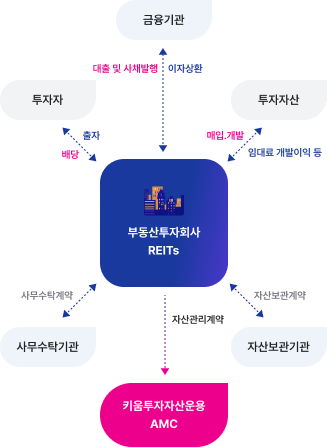 금융기관
대출 및 사채발행 이자상환
투자자
투자자산
출자
매입.개발
배당
임대료 개발이익 등
부동산투자회사
REITs
사무수탁계약
자산보관계약
자산관리계약
사무수탁기관
자산보관기관
키움투자자산운용
AMC